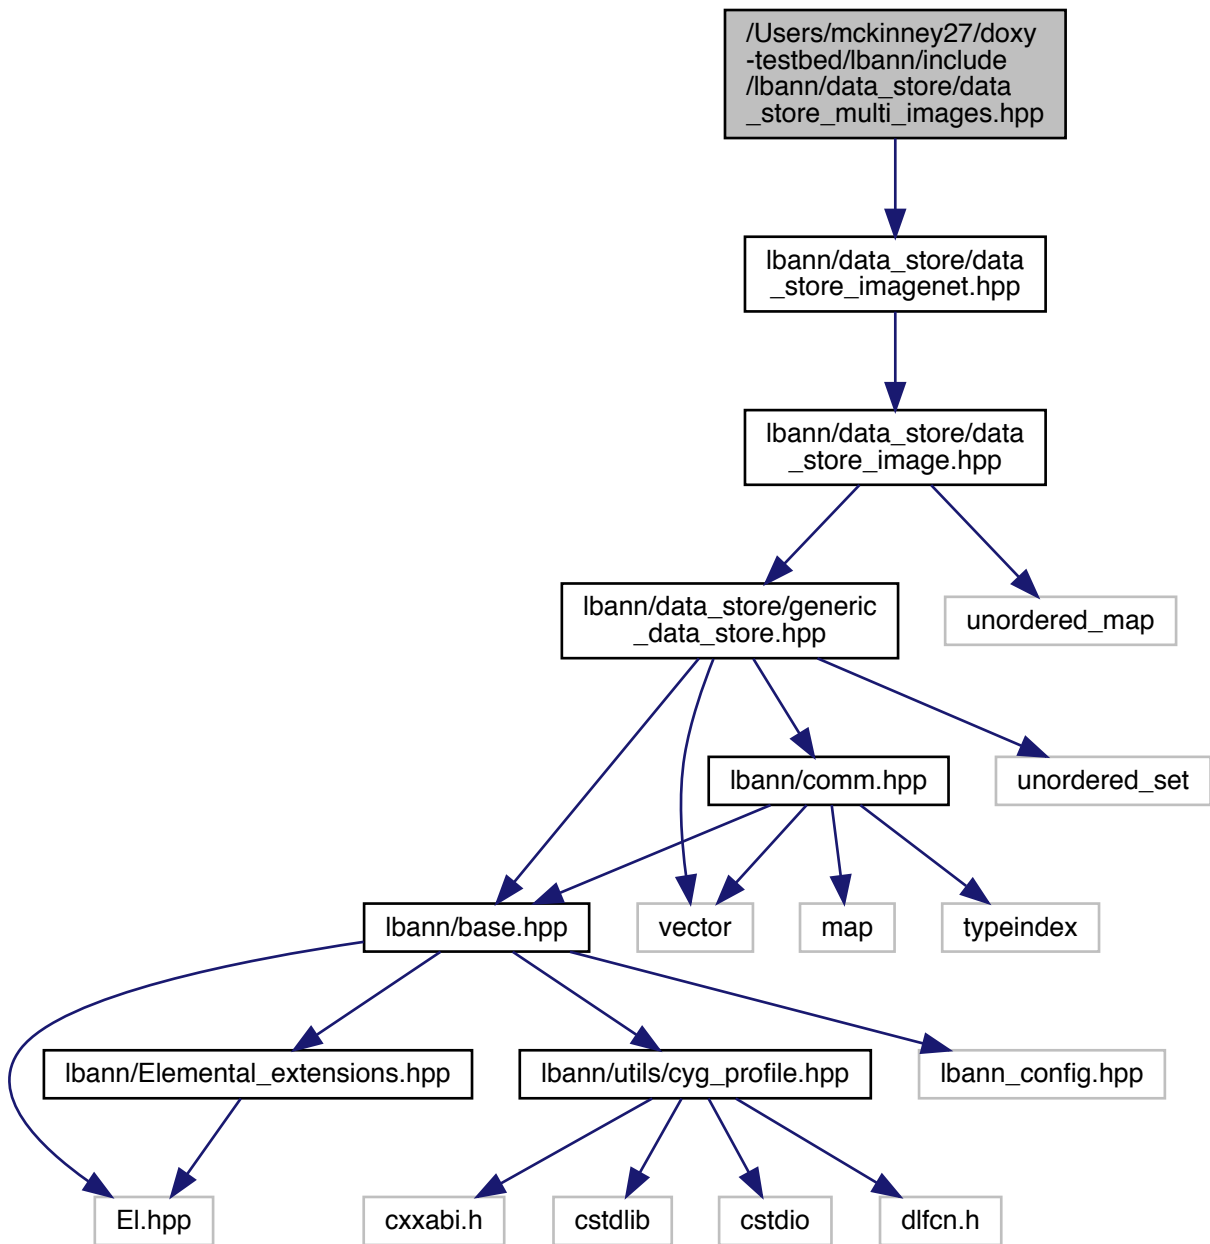 /Users/mckinney27/doxy
-testbed/lbann/include
/lbann/data_store/data
_store_multi_images.hpp
lbann/data_store/data
_store_imagenet.hpp
lbann/data_store/data
_store_image.hpp
lbann/data_store/generic
_data_store.hpp
unordered_map
lbann/comm.hpp
unordered_set
lbann/base.hpp
vector
map
typeindex
lbann/Elemental_extensions.hpp
lbann/utils/cyg_profile.hpp
lbann_config.hpp
El.hpp
cxxabi.h
cstdlib
cstdio
dlfcn.h